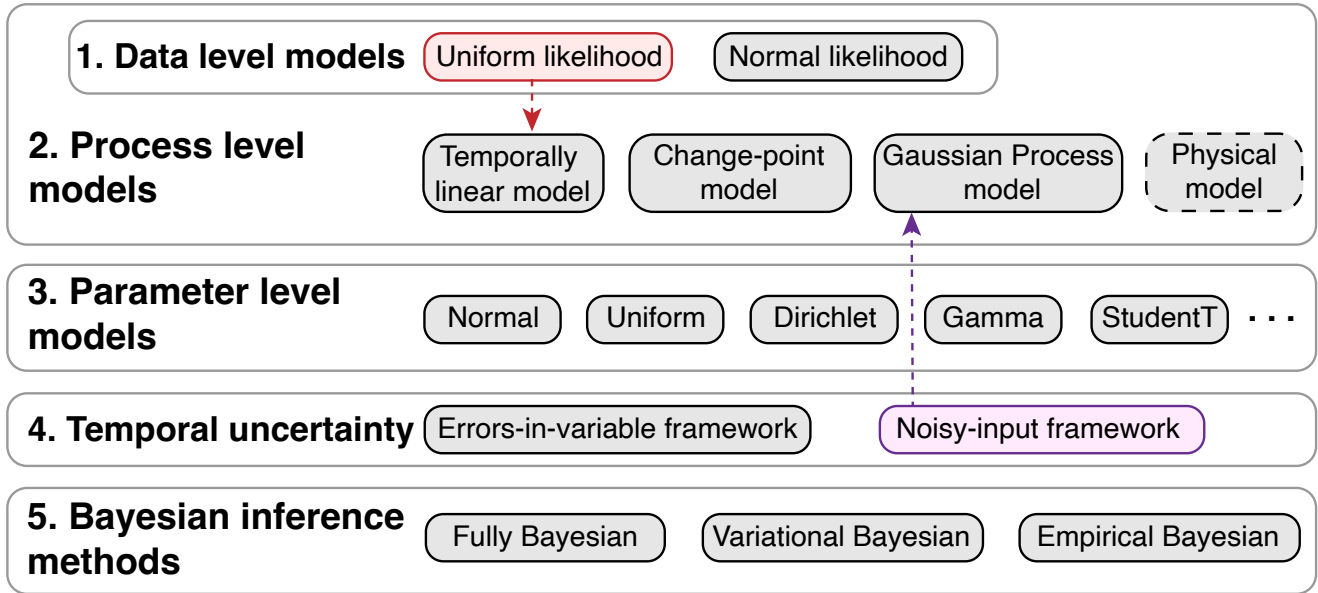 1. Data level models
Uniform likelihood
Normal likelihood
2. Process level
models
Temporally
linear model
Change-point
model
Gaussian Process
model
Physical
model
3. Parameter level
models
Normal
Uniform
Dirichlet
Gamma
StudentT
· · ·
4. Temporal uncertainty
Errors-in-variable framework
Noisy-input framework
5. Bayesian inference
methods
Fully Bayesian
Variational Bayesian
Empirical Bayesian